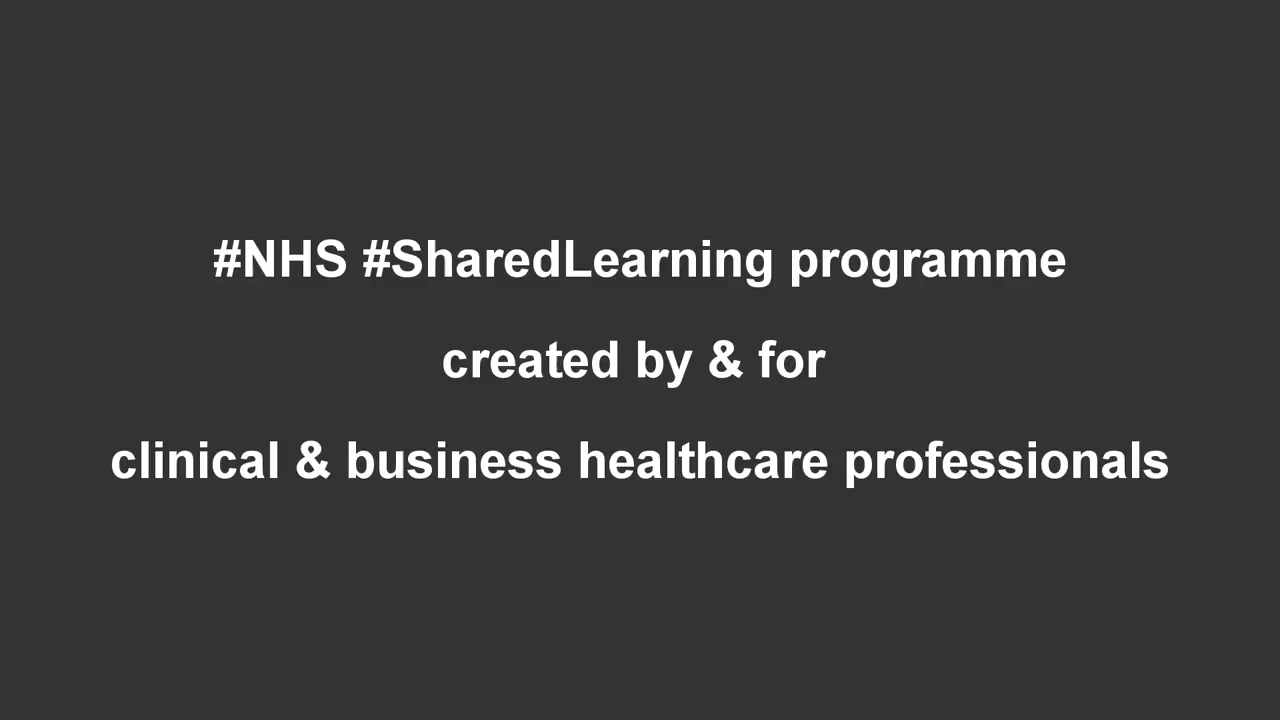 #NHS #SharedLearning programme
created by & for
clinical & business healthcare professionals